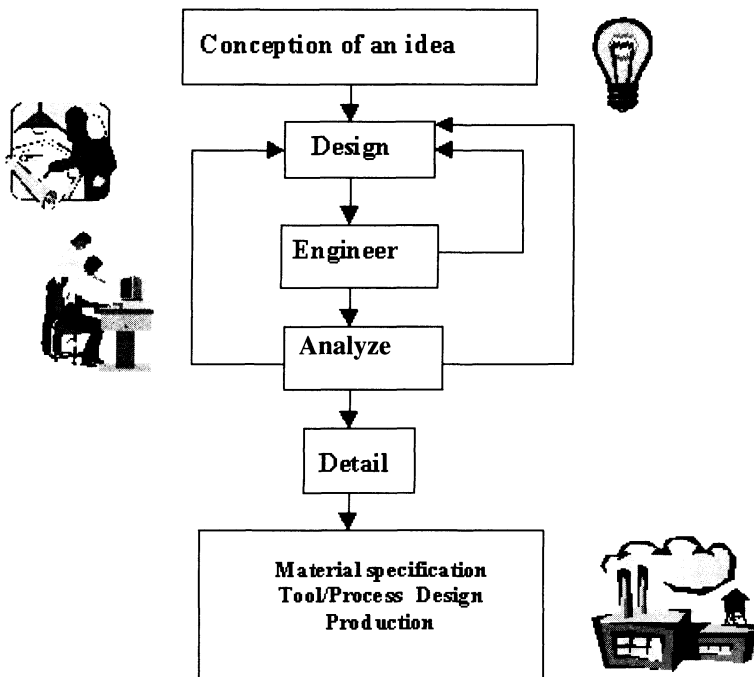 Conception of an idea
Design
Engineer
Analyze
Detail
Material specification
Tool/Process Design
Production